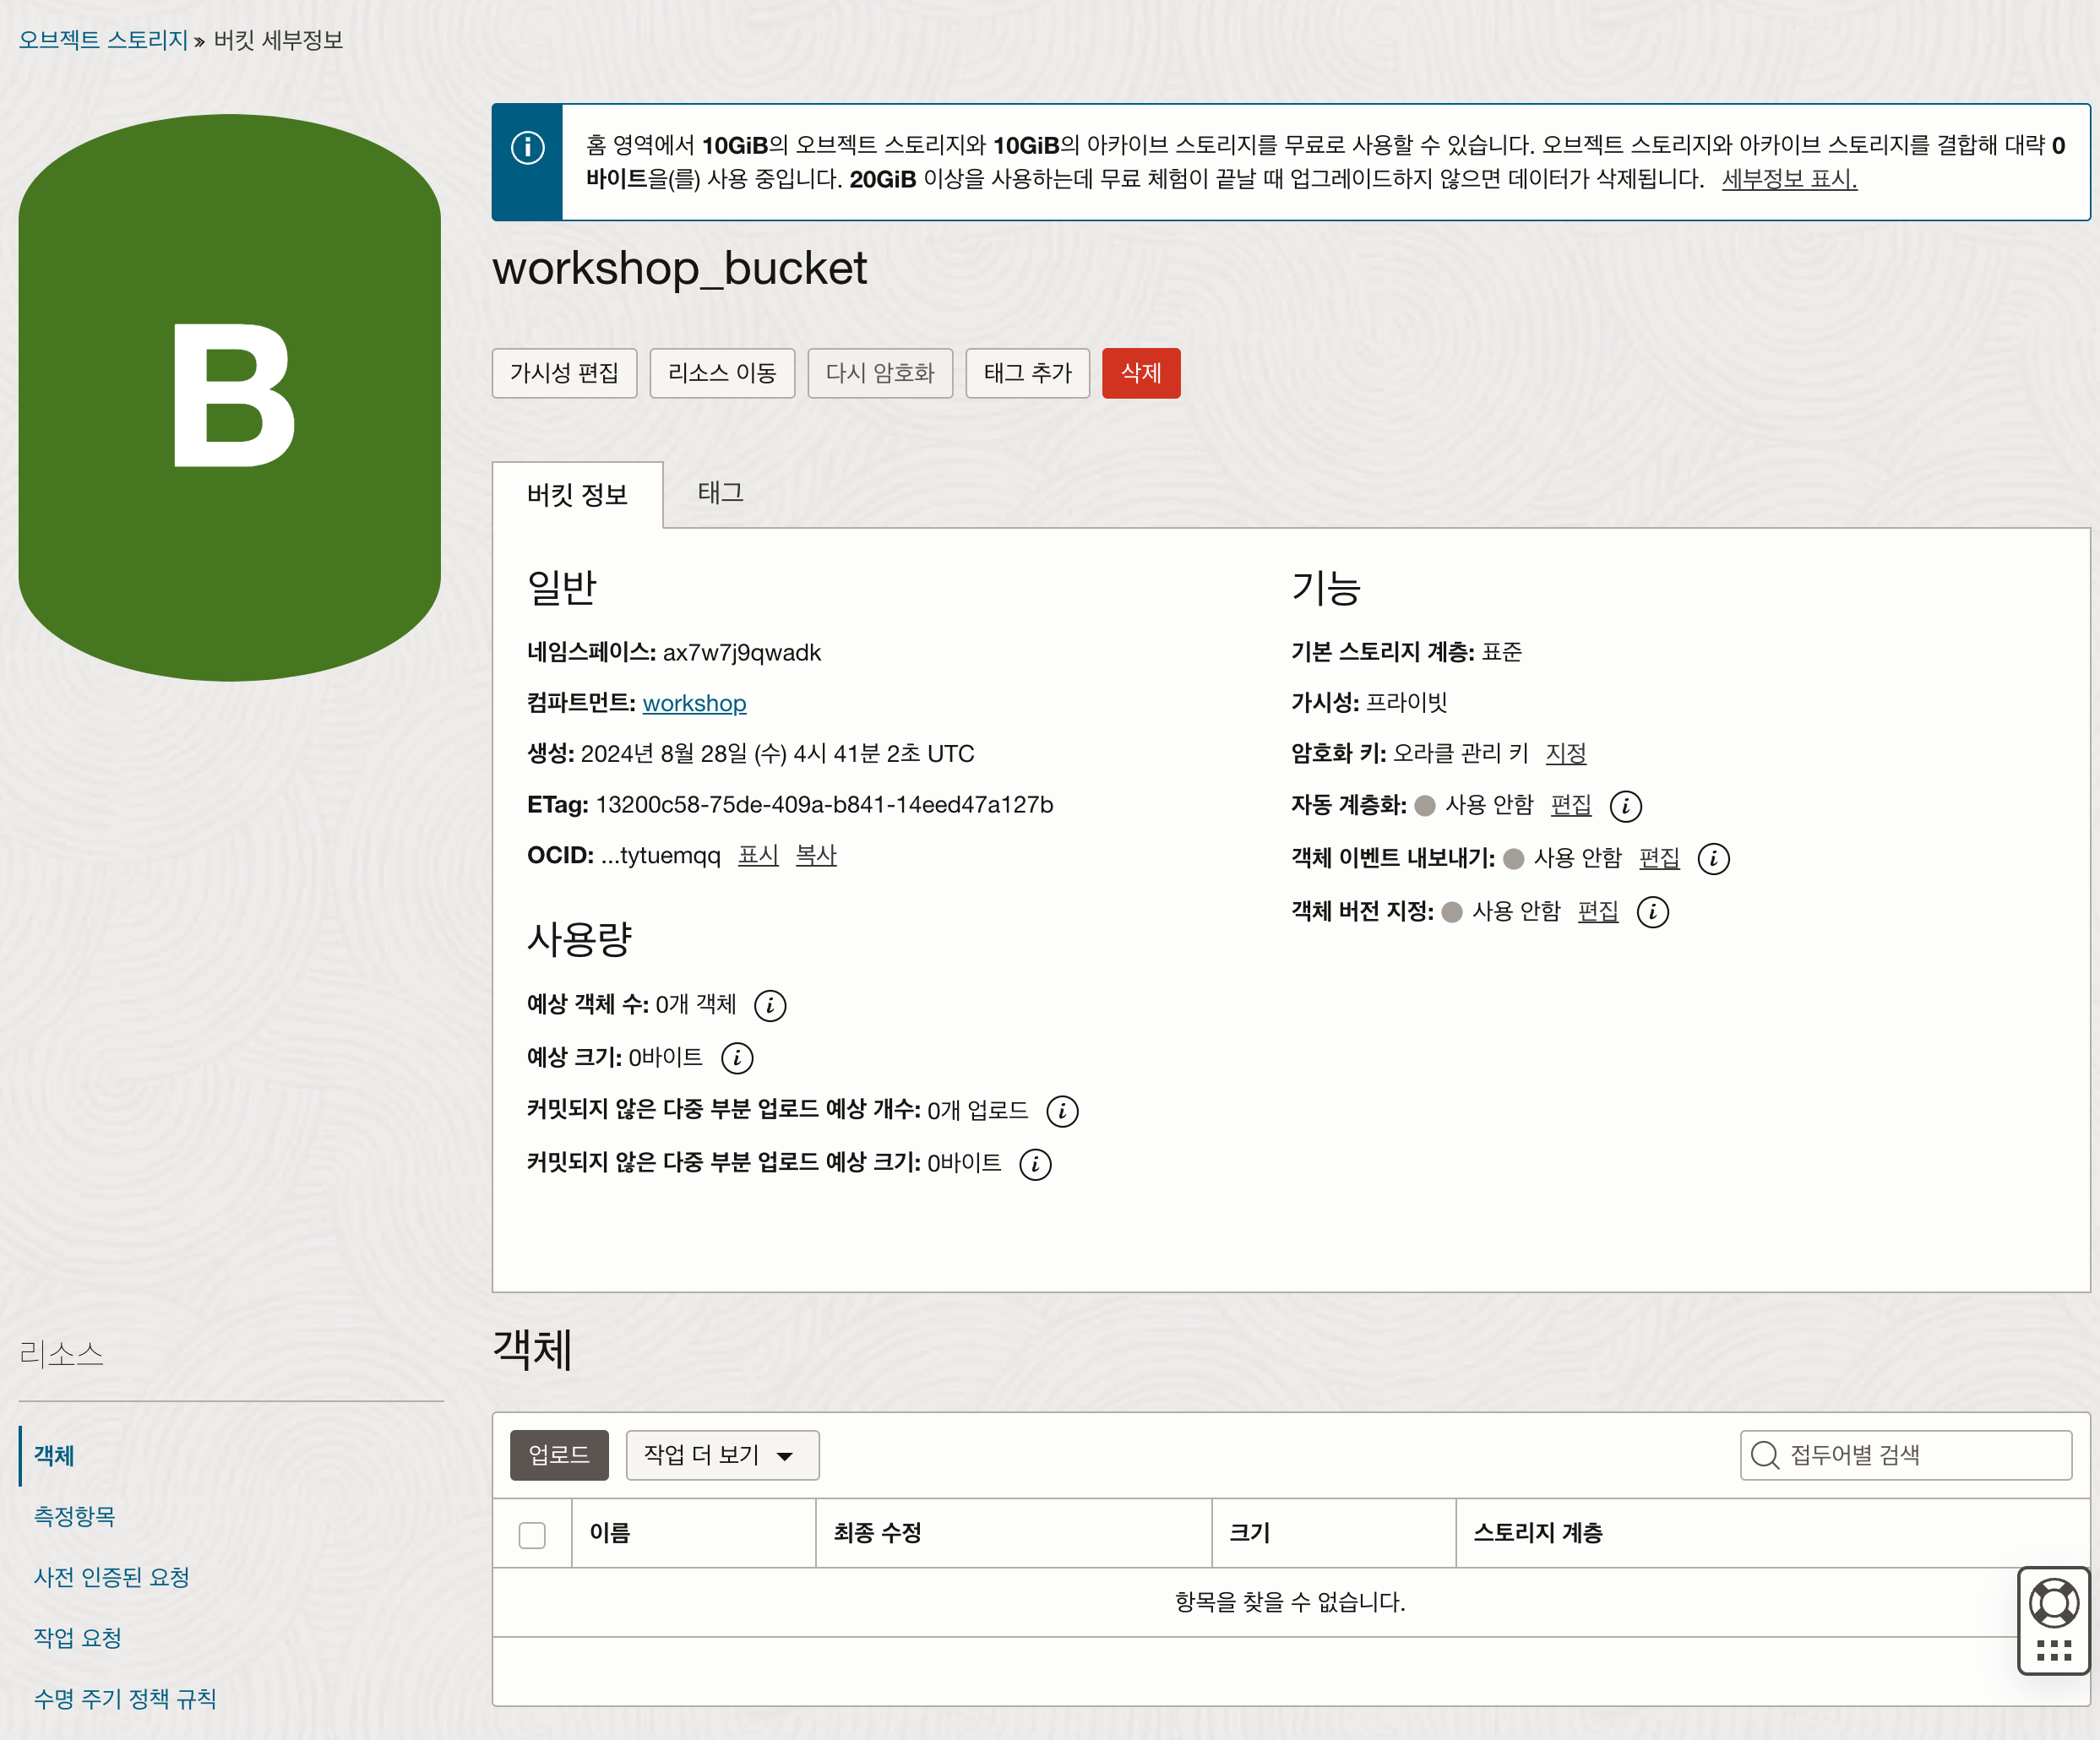 오브젝트 스토리지 » 버킷 세부정보
B
홈 영역에서 10GiB의 오브젝트 스토리지와 10GiB의 아카이브 스토리지를 무료로 사용할 수 있습니다. 오브젝트 스토리지와 아카이브 스토리지를 결합해 대략 0
바이트을(를) 사용 중입니다. 20GiB 이상을 사용하는데 무료 체험이 끝날 때 업그레이드하지 않으면 데이터가 삭제됩니다. 세부정보 표시.
workshop_bucket
가시성 편집 리소스 이동 다시 암호화 태그 추가 삭제
버킷 정보 태그
일반
네임스페이스: ax7w7j9qwadk
컴파트먼트: workshop
생성: 2024년 8월 28일 (수) 4시 41분 2초 UTC
ETag: 13200c58-75de-409a-b841-14eed47a127b
OCID: ...tytuemqq 표시 복사
사용량
예상 객체 수: 0개 객체
예상 크기: 0바이트
커밋되지 않은 다중 부분 업로드 예상 개수: 0개 업로드
커밋되지 않은 다중 부분 업로드 예상 크기: 0바이트
기능
기본 스토리지 계층: 표준
가시성: 프라이빗
암호화 키: 오라클 관리 키 지정
자동 계층화: 사용 안함 편집
객체 이벤트 내보내기: 사용 안함 편집
객체 버전 지정: 사용 안함 편집
리소스
객체
측정항목
사전 인증된 요청
작업 요청
수명 주기 정책 규칙
객체
업로드 작업 더 보기 접두어별 검색
이름 최종 수정 크기 스토리지 계층
항목을 찾을 수 없습니다.